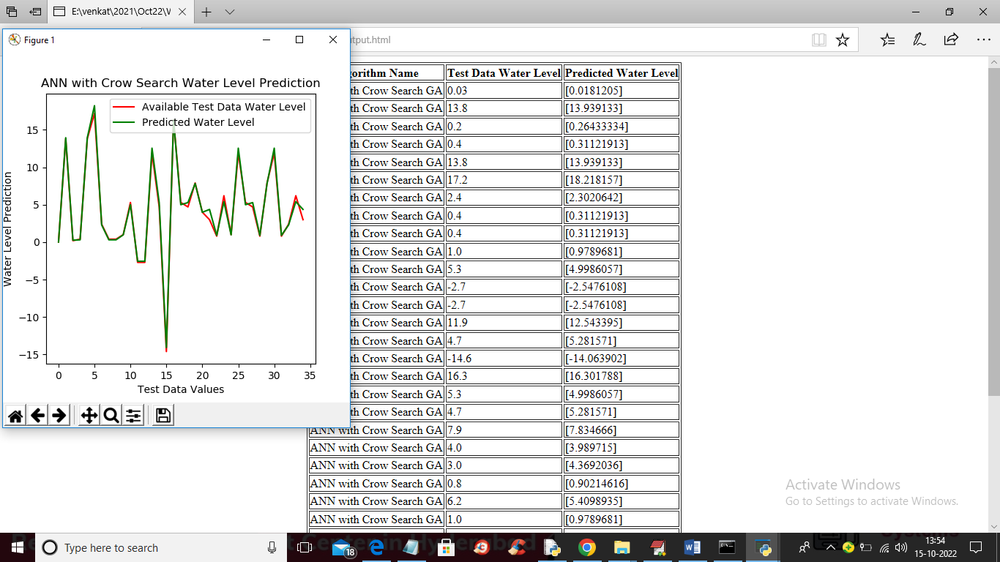 E:\venkat\2021\Oct22\V
Figure 1
tput.html
ANN with Crow Search Water Level Prediction
Available Test Data Water Level
Predicted Water Level
Water Level Prediction
15
10
5
0
−5
−10
−15
0 5 10 15 20 25 30 35
Test Data Values
gorithm Name Test Data Water Level Predicted Water Level
th Crow Search GA 0.03 [0.0181205]
th Crow Search GA 13.8 [13.939133]
th Crow Search GA 0.2 [0.26433334]
th Crow Search GA 0.4 [0.31121913]
th Crow Search GA 13.8 [13.939133]
th Crow Search GA 17.2 [18.218157]
th Crow Search GA 2.4 [2.3020642]
th Crow Search GA 0.4 [0.31121913]
th Crow Search GA 0.4 [0.31121913]
th Crow Search GA 1.0 [0.9789681]
th Crow Search GA 5.3 [4.9986057]
th Crow Search GA -2.7 [-2.5476108]
th Crow Search GA -2.7 [-2.5476108]
th Crow Search GA 11.9 [12.543395]
th Crow Search GA 4.7 [5.281571]
th Crow Search GA -14.6 [-14.063902]
th Crow Search GA 16.3 [16.301788]
th Crow Search GA 5.3 [4.9986057]
th Crow Search GA 4.7 [5.281571]
ANN with Crow Search GA 7.9 [7.834666]
ANN with Crow Search GA 4.0 [3.989715]
ANN with Crow Search GA 3.0 [4.3692036]
ANN with Crow Search GA 0.8 [0.90214616]
ANN with Crow Search GA 6.2 [5.4098935]
ANN with Crow Search GA 1.0 [0.9789681]
Activate Windows
Go to Settings to activate Windows.
Type here to search
18
13:54
15-10-2022